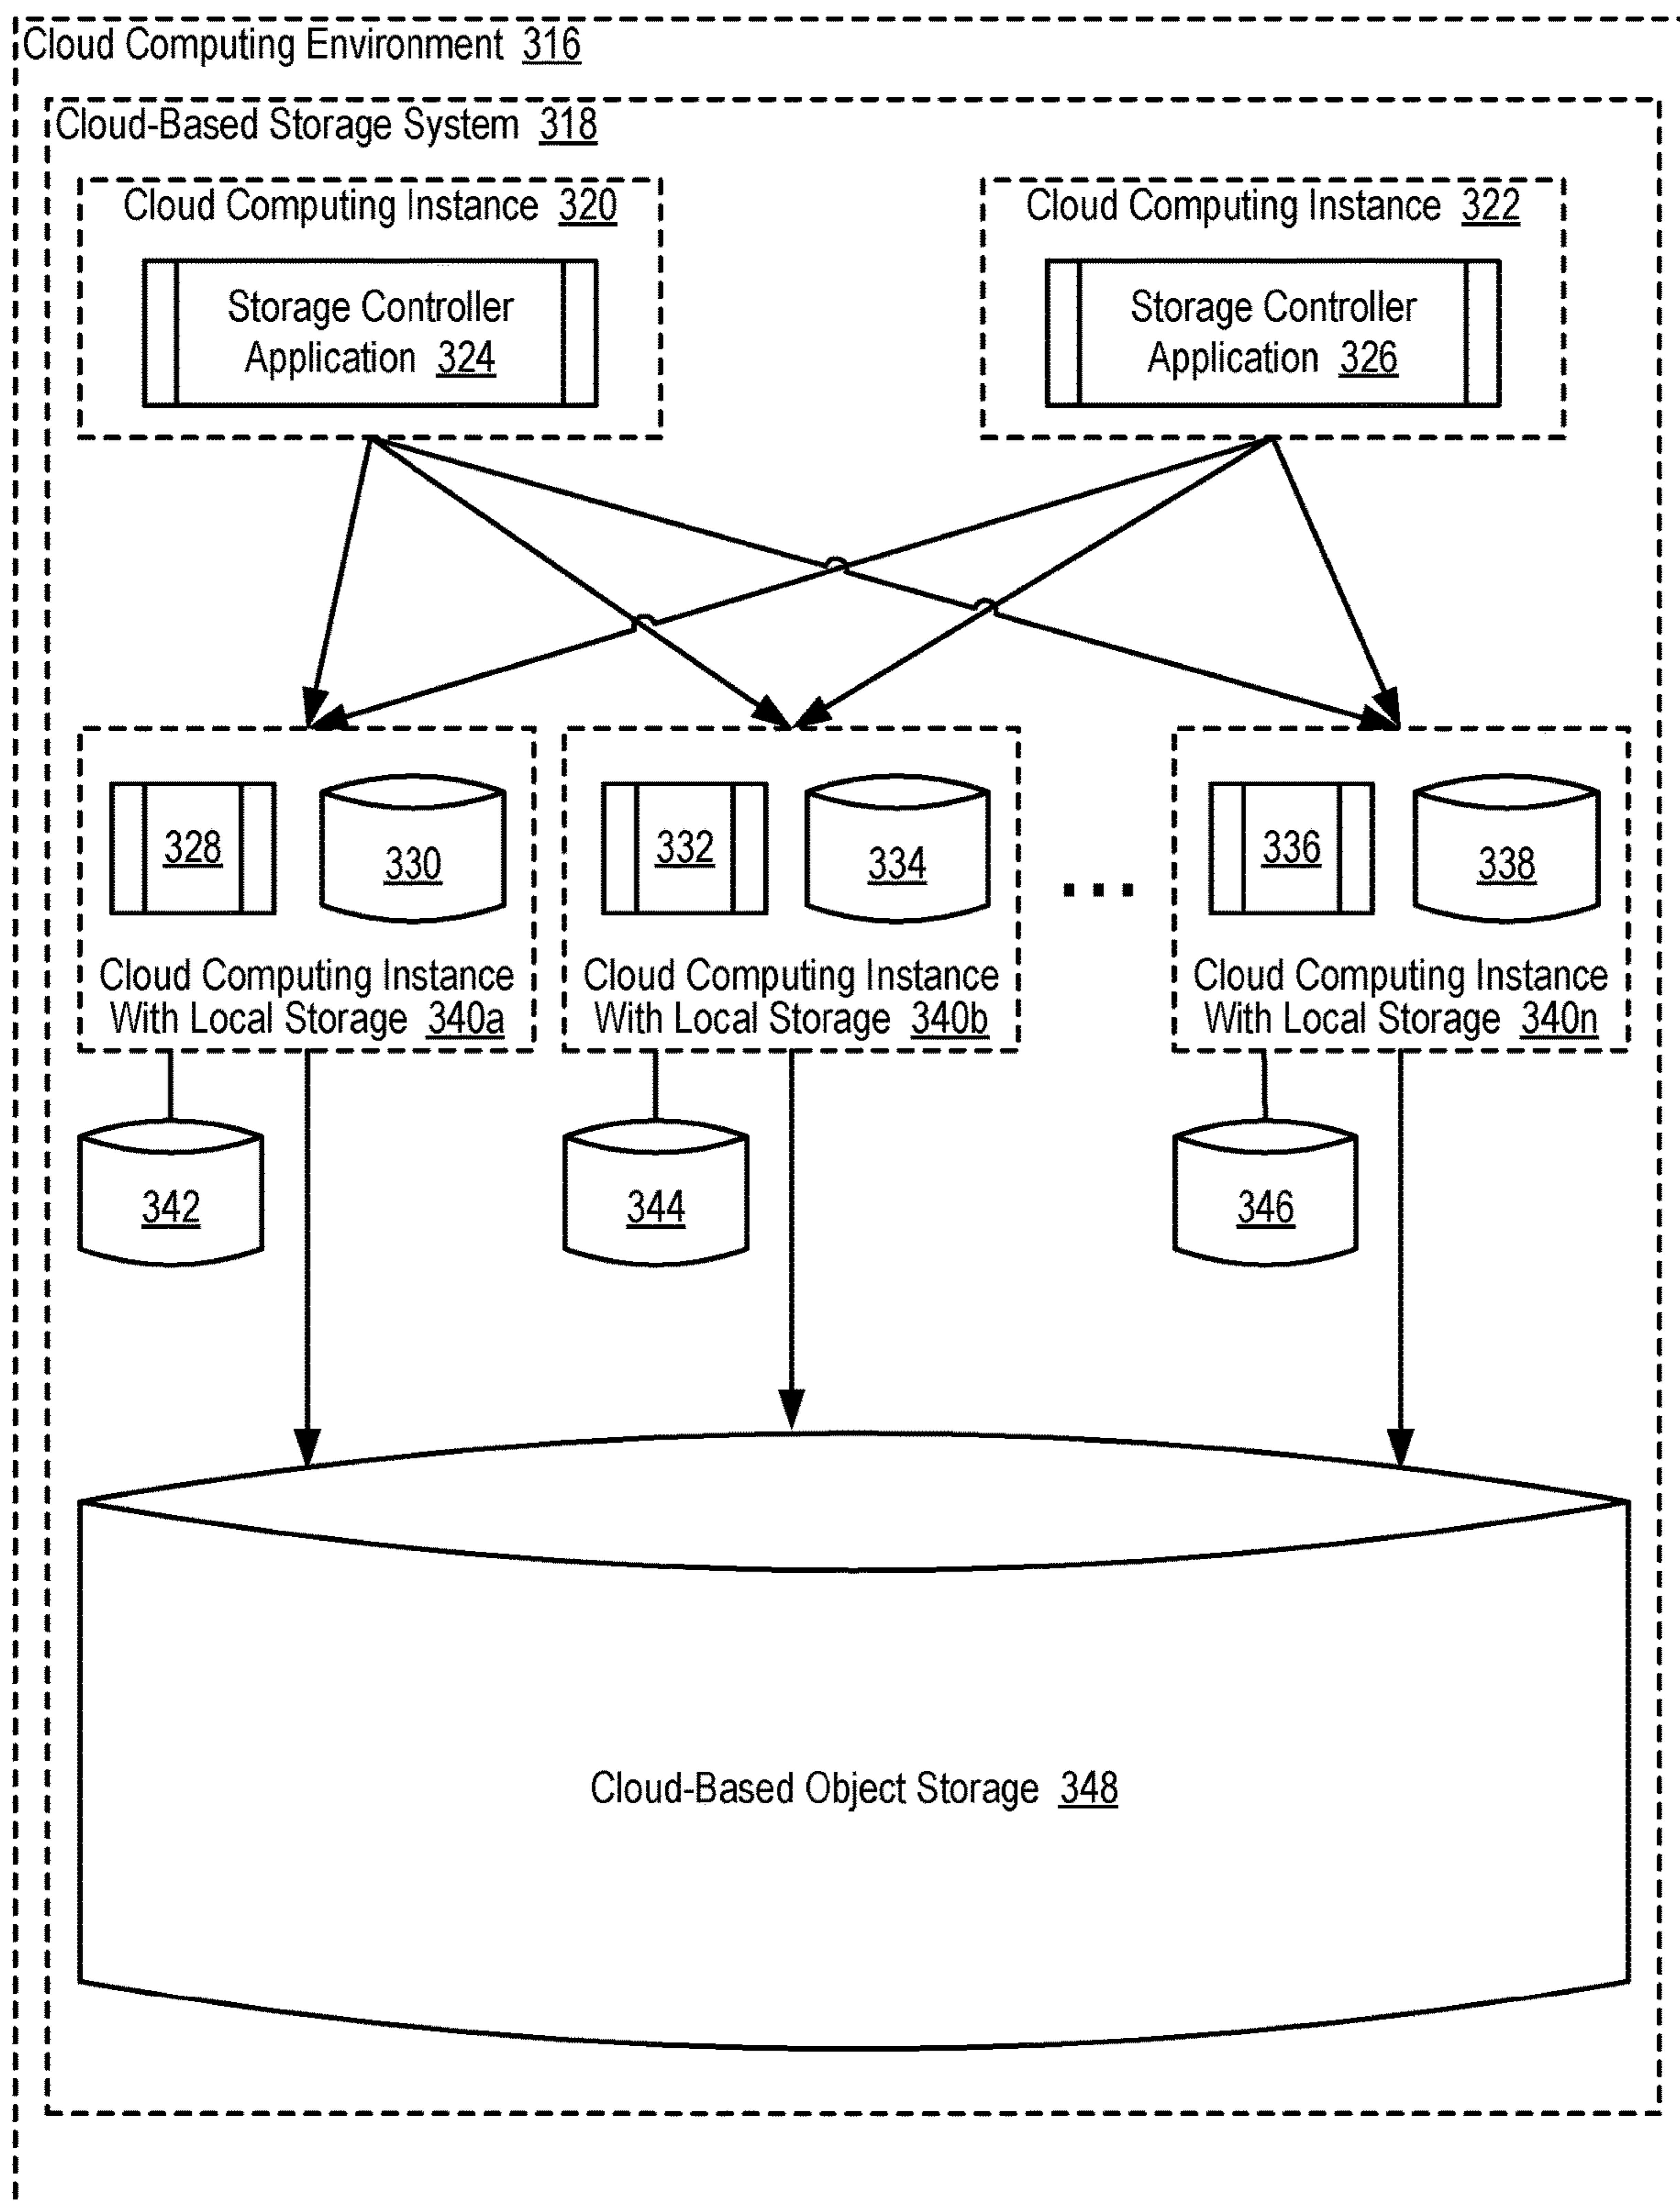 Cloud Computing Environment 316
Cloud-Based Storage System 318
Cloud Computing Instance 320
Storage Controller
Application 324
Cloud Computing Instance 322
Storage Controller
Application 326
328
330
Cloud Computing Instance
With Local Storage 340a
332
334
Cloud Computing Instance
With Local Storage 340b
...
336
338
Cloud Computing Instance
With Local Storage 340n
342
344
346
Cloud-Based Object Storage 348